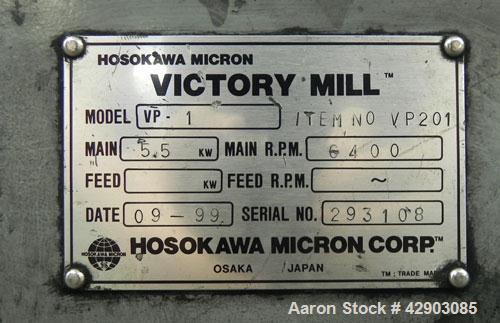 HOSOKAWA MICRON
VICTORY MILL™
MODEL VP-1 ITEM NO VP201
MAIN 5.5 KW MAIN R.P.M. 6400
FEED KW FEED R.P.M. ~
DATE 09-99 SERIAL NO. 293108
HOSOKAWA MICRON
HOSOKAWA MICRON CORP.™
OSAKA JAPAN
TM; TRADE MARK
Aaron Stock # 42903085